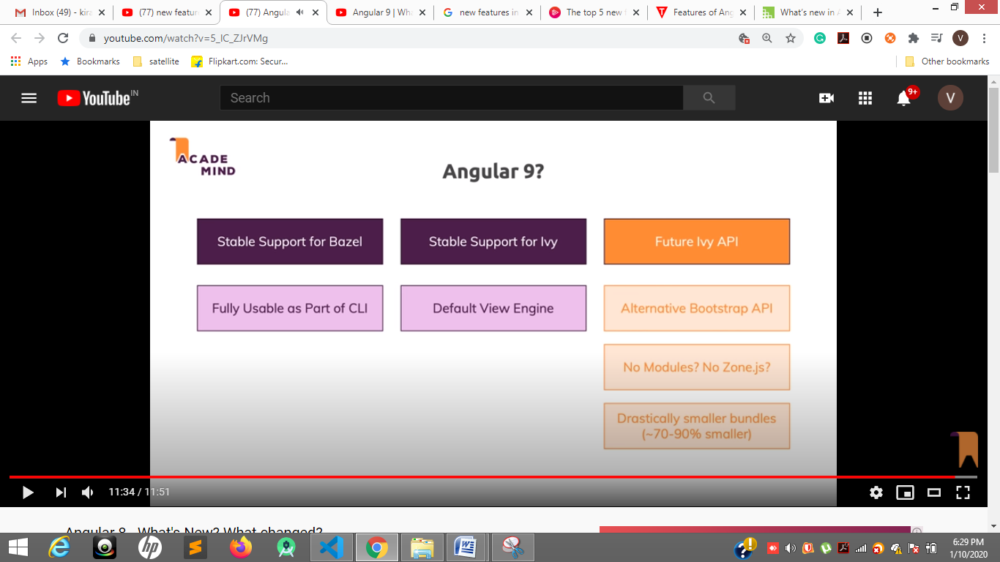 Inbox (49) - kira
(77) new featur
(77) Angula
Angular 9 | Wha
new features in
The top 5 new f
Features of Ang
What's new in A
youtube.com/watch?v=5_IC_ZJrVMg
V
Apps
Bookmarks
satellite
Flipkart.com: Secur...
Other bookmarks
YouTube IN
Search
9+
V
ACADE
MIND
Angular 9?
Stable Support for Bazel
Stable Support for Ivy
Future Ivy API
Fully Usable as Part of CLI
Default View Engine
Alternative Bootstrap API
No Modules? No Zone.js?
Drastically smaller bundles
(~70-90% smaller)
11:34 / 11:51
Angular 8 - What's New? What changed?
6:29 PM
1/10/2020